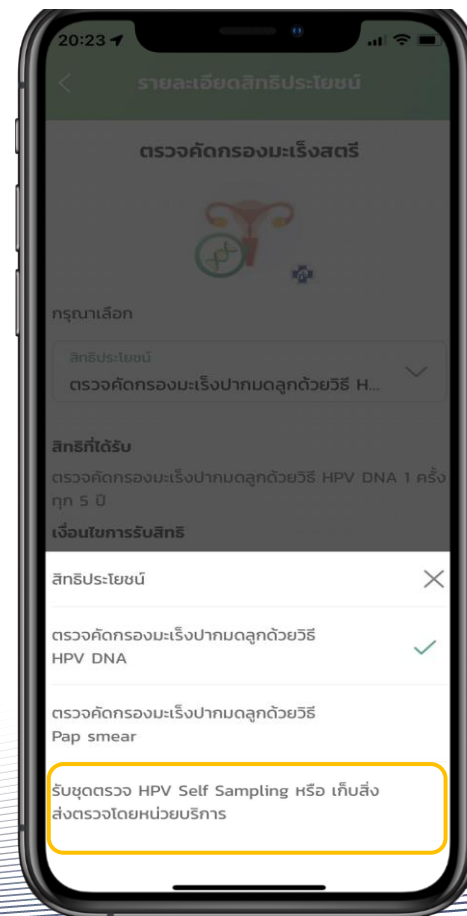 20:23
รายละเอียดสิทธิประโยชน์
ตรวจคัดกรองมะเร็งสตรี
กรุณาเลือก
สิทธิประโยชน์
ตรวจคัดกรองมะเร็งปากมดลูกด้วยวิธี H...
สิทธิที่ได้รับ
ตรวจคัดกรองมะเร็งปากมดลูกด้วยวิธี HPV DNA 1 ครั้ง
ทุก 5 ปี
เงื่อนไขการรับสิทธิ
สิทธิประโยชน์
ตรวจคัดกรองมะเร็งปากมดลูกด้วยวิธี
HPV DNA
ตรวจคัดกรองมะเร็งปากมดลูกด้วยวิธี
Pap smear
รับชุดตรวจ HPV Self Sampling หรือ เก็บสิ่ง
ส่งตรวจโดยหน่วยบริการ